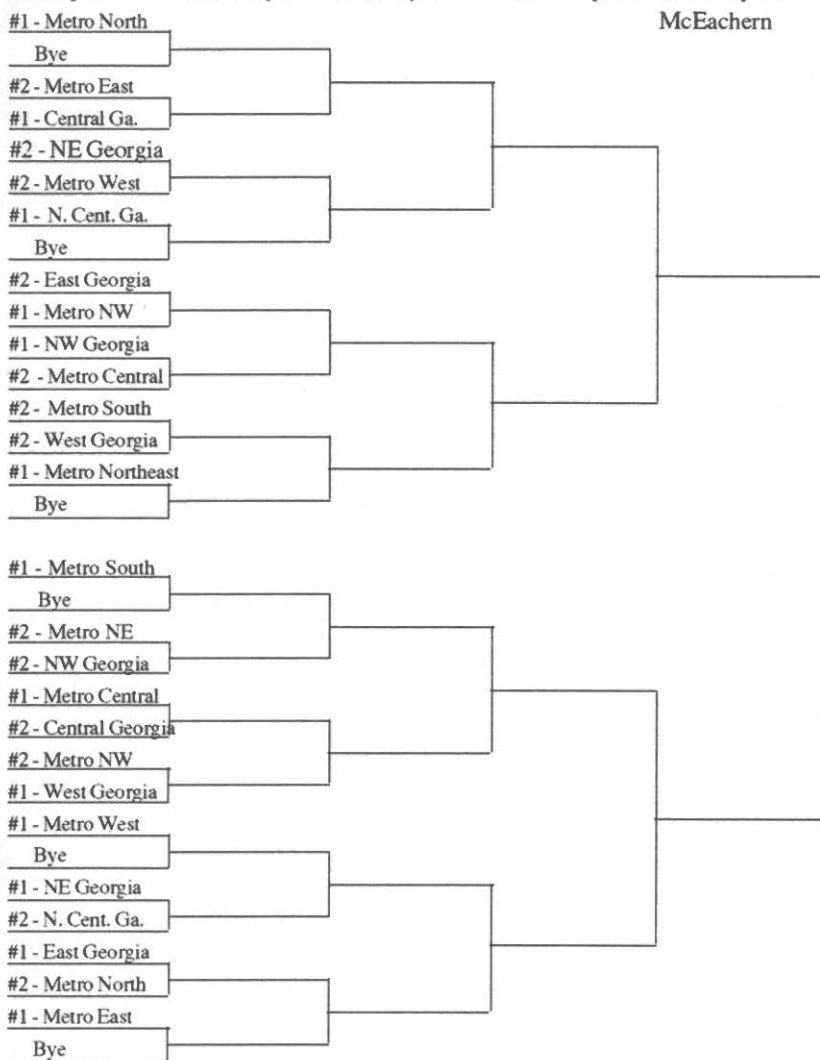 McEachern
#1 - Metro North
Bye
#2 - Metro East
#1 - Central Ga.
#2 - NE Georgia
#2 - Metro West
#1 - N. Cent. Ga.
Bye
#2 - East Georgia
#1 - Metro NW
#1 - NW Georgia
#2 - Metro Central
#2 - Metro South
#2 - West Georgia
#1 - Metro Northeast
Bye
#1 - Metro South
Bye
#2 - Metro NE
#2 - NW Georgia
#1 - Metro Central
#2 - Central Georgia
#2 - Metro NW
#1 - West Georgia
#1 - Metro West
Bye
#1 - NE Georgia
#2 - N. Cent. Ga.
#1 - East Georgia
#2 - Metro North
#1 - Metro East
Bye